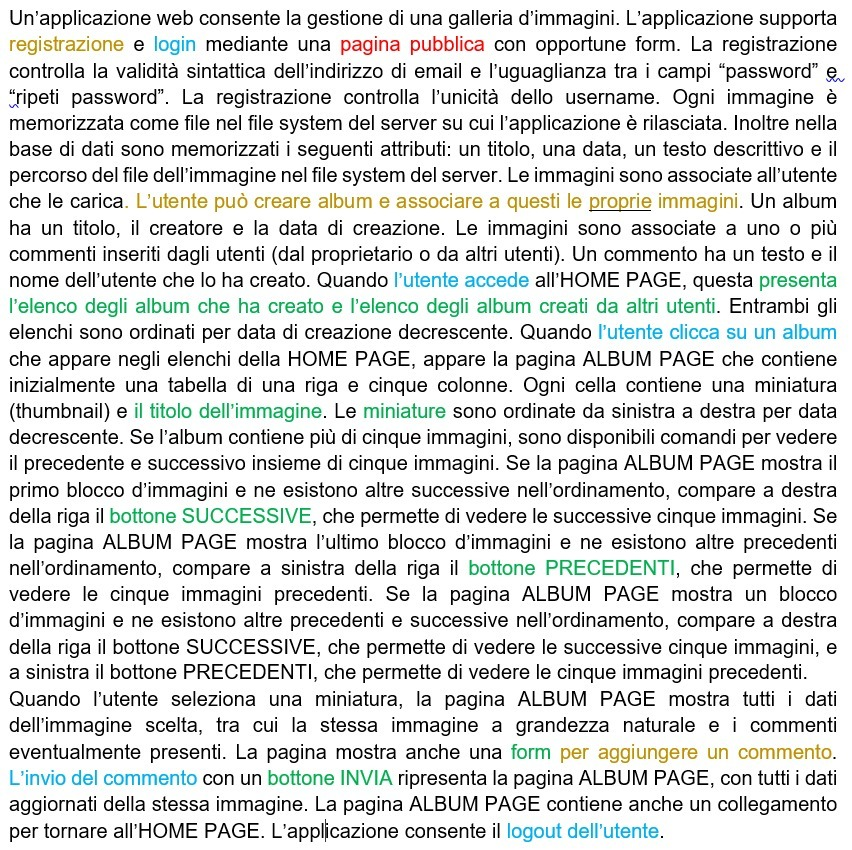 Un’applicazione web consente la gestione di una galleria d’immagini. L’applicazione supporta
registrazione e login mediante una pagina pubblica con opportune form. La registrazione
controlla la validità sintattica dell’indirizzo di email e l’uguaglianza tra i campi “password” e
“ripeti password”. La registrazione controlla l’unicità dello username. Ogni immagine è
memorizzata come file nel file system del server su cui l’applicazione è rilasciata. Inoltre nella
base di dati sono memorizzati i seguenti attributi: un titolo, una data, un testo descrittivo e il
percorso del file dell’immagine nel file system del server. Le immagini sono associate all’utente
che le carica. L’utente può creare album e associare a questi le proprie immagini. Un album
ha un titolo, il creatore e la data di creazione. Le immagini sono associate a uno o più
commenti inseriti dagli utenti (dal proprietario o da altri utenti). Un commento ha un testo e il
nome dell’utente che lo ha creato. Quando l’utente accede all’HOME PAGE, questa presenta
l’elenco degli album che ha creato e l’elenco degli album creati da altri utenti. Entrambi gli
elenchi sono ordinati per data di creazione decrescente. Quando l’utente clicca su un album
che appare negli elenchi della HOME PAGE, appare la pagina ALBUM PAGE che contiene
inizialmente una tabella di una riga e cinque colonne. Ogni cella contiene una miniatura
(thumbnail) e il titolo dell’immagine. Le miniature sono ordinate da sinistra a destra per data
decrescente. Se l’album contiene più di cinque immagini, sono disponibili comandi per vedere
il precedente e successivo insieme di cinque immagini. Se la pagina ALBUM PAGE mostra il
primo blocco d’immagini e ne esistono altre successive nell’ordinamento, compare a destra
della riga il bottone SUCCESSIVE, che permette di vedere le successive cinque immagini. Se
la pagina ALBUM PAGE mostra l’ultimo blocco d’immagini e ne esistono altre precedenti
nell’ordinamento, compare a sinistra della riga il bottone PRECEDENTI, che permette di
vedere le cinque immagini precedenti. Se la pagina ALBUM PAGE mostra un blocco
d’immagini e ne esistono altre precedenti e successive nell’ordinamento, compare a destra
della riga il bottone SUCCESSIVE, che permette di vedere le successive cinque immagini, e
a sinistra il bottone PRECEDENTI, che permette di vedere le cinque immagini precedenti.
Quando l’utente seleziona una miniatura, la pagina ALBUM PAGE mostra tutti i dati
dell’immagine scelta, tra cui la stessa immagine a grandezza naturale e i commenti
eventualmente presenti. La pagina mostra anche una form per aggiungere un commento.
L’invio del commento con un bottone INVIA ripresenta la pagina ALBUM PAGE, con tutti i dati
aggiornati della stessa immagine. La pagina ALBUM PAGE contiene anche un collegamento
per tornare all’HOME PAGE. L’applicazione consente il logout dell’utente.